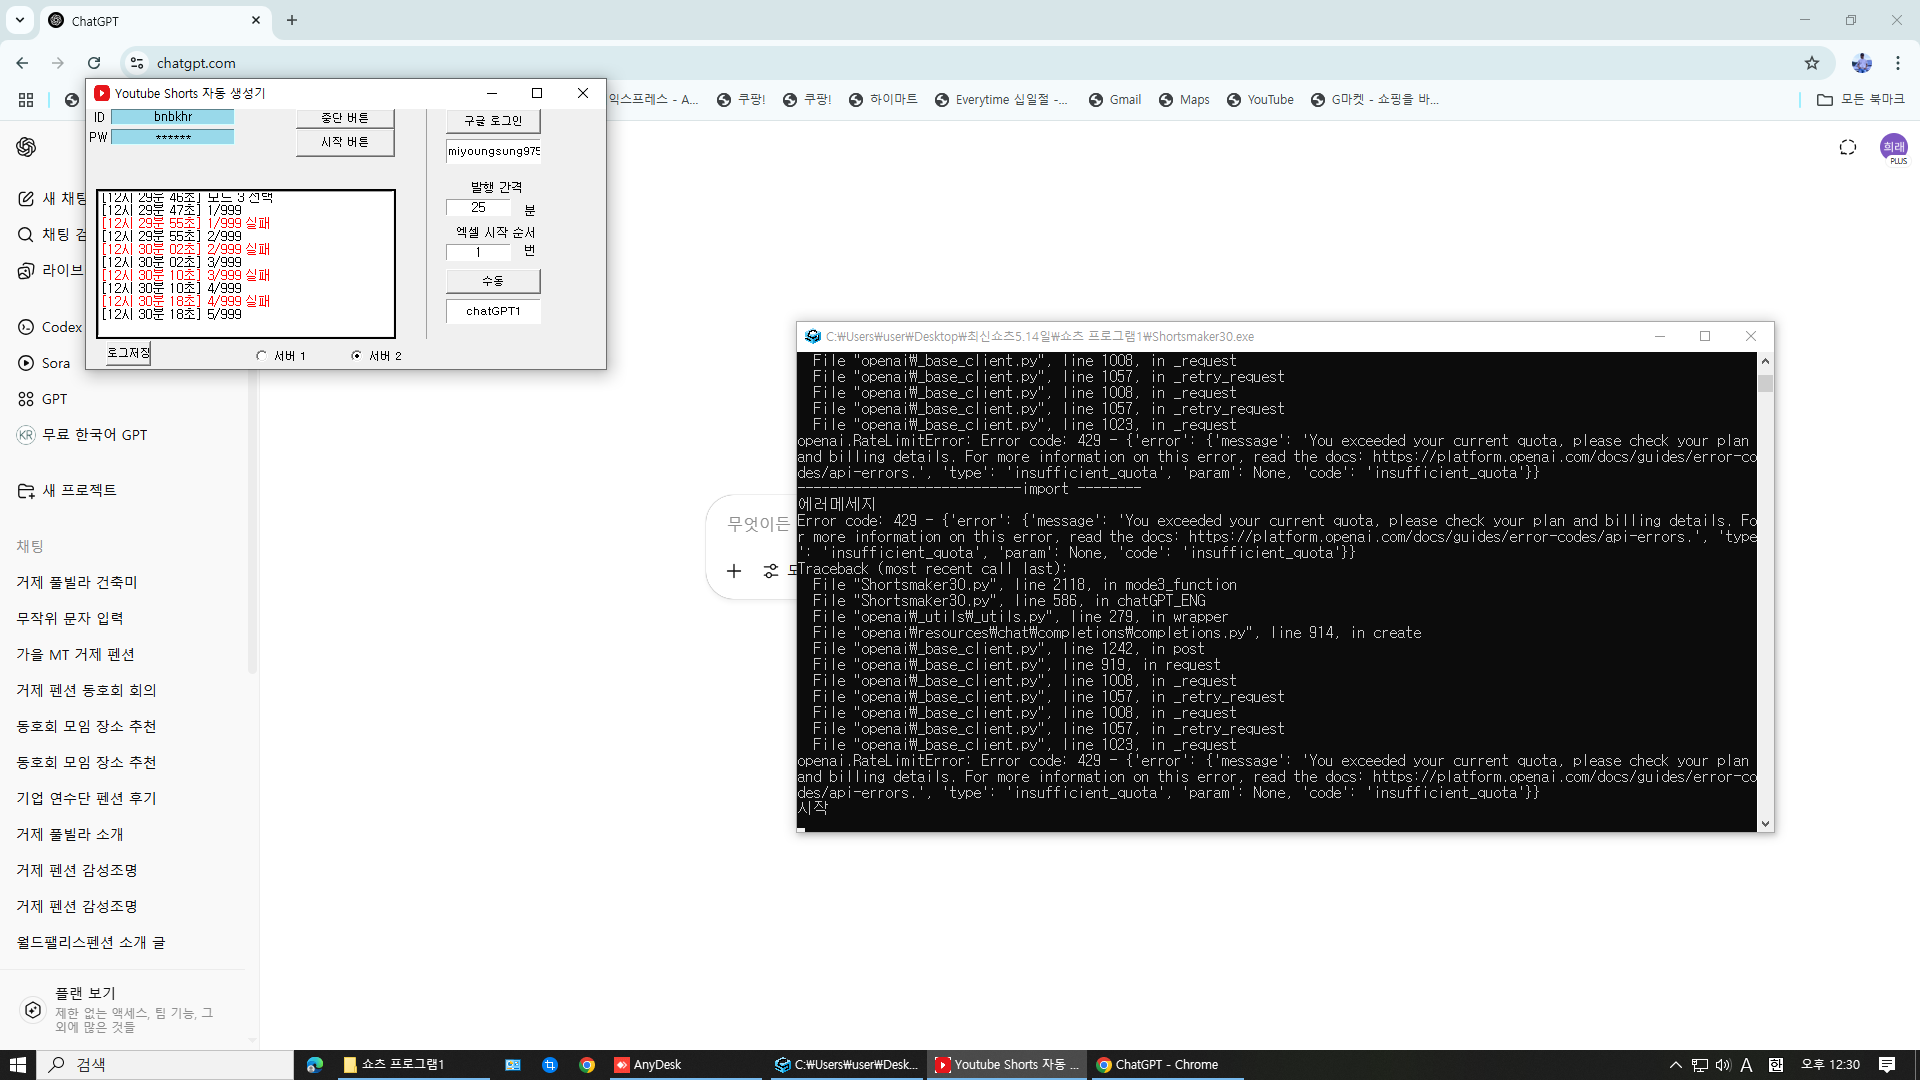 ChatGPT
chatgpt.com
익스프레스 - A...
쿠팡!
쿠팡!
하이마트
Everytime 십일절 -...
Gmail
Maps
YouTube
G마켓 - 쇼핑을 바...
모든 북마크
Youtube Shorts 자동 생성기
ID
bnbkhr
PW
******
중단 버튼
시작 버튼
구글 로그인
miyoungsung975
발행 간격
25
분
엑셀 시작 순서
1
번
수동
chatGPT1
[12시 29분 46초] 모드 3 선택
[12시 29분 47초] 1/999
[12시 29분 55초] 1/999 실패
[12시 29분 55초] 2/999
[12시 30분 02초] 2/999 실패
[12시 30분 02초] 3/999
[12시 30분 10초] 3/999 실패
[12시 30분 10초] 4/999
[12시 30분 18초] 4/999 실패
[12시 30분 18초] 5/999
로그저장
서버 1
서버 2
희래
PLUS
새 채팅
채팅 검
라이브
Codex
Sora
GPT
KR
무료 한국어 GPT
새 프로젝트
채팅
거제 풀빌라 건축미
무작위 문자 입력
가을 MT 거제 펜션
거제 펜션 동호회 회의
동호회 모임 장소 추천
동호회 모임 장소 추천
기업 연수단 펜션 후기
거제 풀빌라 소개
거제 펜션 감성조명
거제 펜션 감성조명
월드팰리스펜션 소개 글
플랜 보기
제한 없는 액세스, 팀 기능, 그
외에 많은 것들
무엇이든
C:₩Users₩user₩Desktop₩최신쇼츠5.14일₩쇼츠 프로그램1₩Shortsmaker30.exe
File "openai₩_base_client.py", line 1008, in _request
File "openai₩_base_client.py", line 1057, in _retry_request
File "openai₩_base_client.py", line 1008, in _request
File "openai₩_base_client.py", line 1057, in _retry_request
File "openai₩_base_client.py", line 1023, in _request
openai.RateLimitError: Error code: 429 - {'error': {'message': 'You exceeded your current quota, please check your plan
and billing details. For more information on this error, read the docs: https://platform.openai.com/docs/guides/error-co
des/api-errors.', 'type': 'insufficient_quota', 'param': None, 'code': 'insufficient_quota'}}
----------------------------import --------
에러메세지
Error code: 429 - {'error': {'message': 'You exceeded your current quota, please check your plan and billing details. Fo
r more information on this error, read the docs: https://platform.openai.com/docs/guides/error-codes/api-errors.', 'type
': 'insufficient_quota', 'param': None, 'code': 'insufficient_quota'}}
Traceback (most recent call last):
File "Shortsmaker30.py", line 2118, in mode3_function
File "Shortsmaker30.py", line 586, in chatGPT_ENG
File "openai₩_utils₩_utils.py", line 279, in wrapper
File "openai₩resources₩chat₩completions₩completions.py", line 914, in create
File "openai₩_base_client.py", line 1242, in post
File "openai₩_base_client.py", line 919, in request
File "openai₩_base_client.py", line 1008, in _request
File "openai₩_base_client.py", line 1057, in _retry_request
File "openai₩_base_client.py", line 1008, in _request
File "openai₩_base_client.py", line 1057, in _retry_request
File "openai₩_base_client.py", line 1023, in _request
openai.RateLimitError: Error code: 429 - {'error': {'message': 'You exceeded your current quota, please check your plan
and billing details. For more information on this error, read the docs: https://platform.openai.com/docs/guides/error-co
des/api-errors.', 'type': 'insufficient_quota', 'param': None, 'code': 'insufficient_quota'}}
시작
검색
쇼츠 프로그램1
AnyDesk
C:₩Users₩user₩Desk...
Youtube Shorts 자동 ...
ChatGPT - Chrome
A
한
오후 12:30